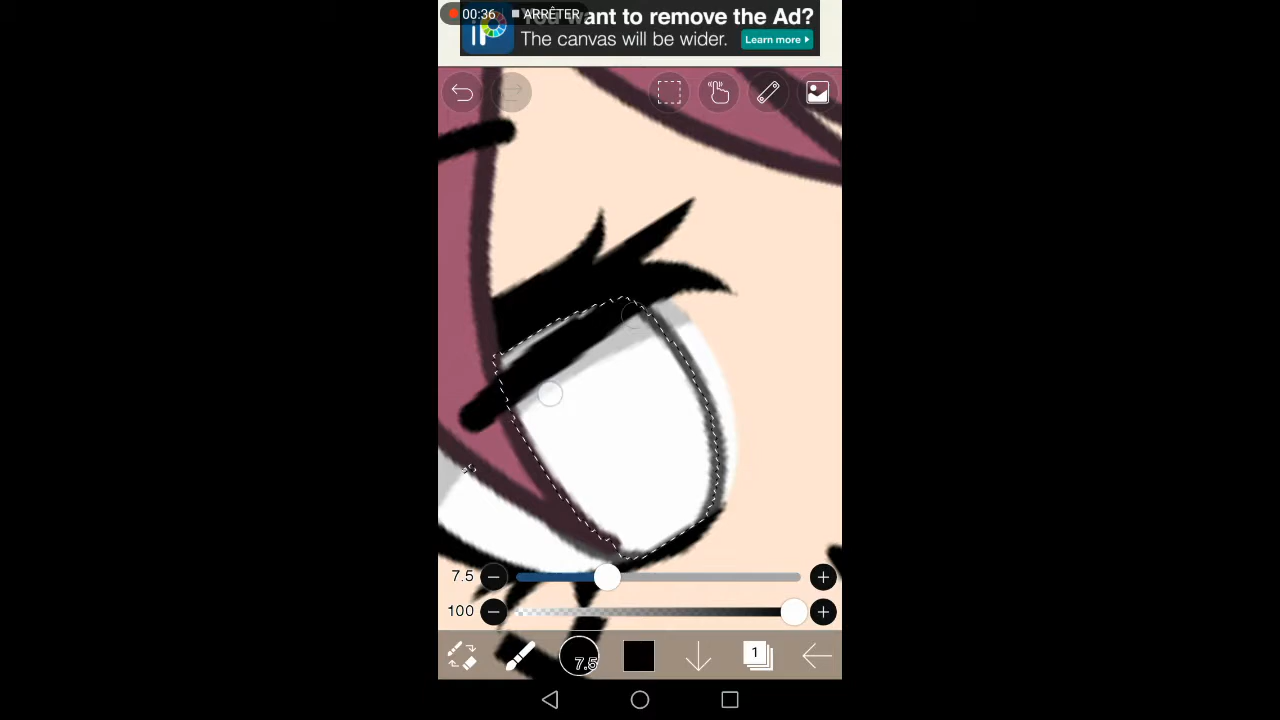 00:36 ARRÊTER
want to remove the Ad?
The canvas will be wider. Learn more
7.5
100
7.5
1